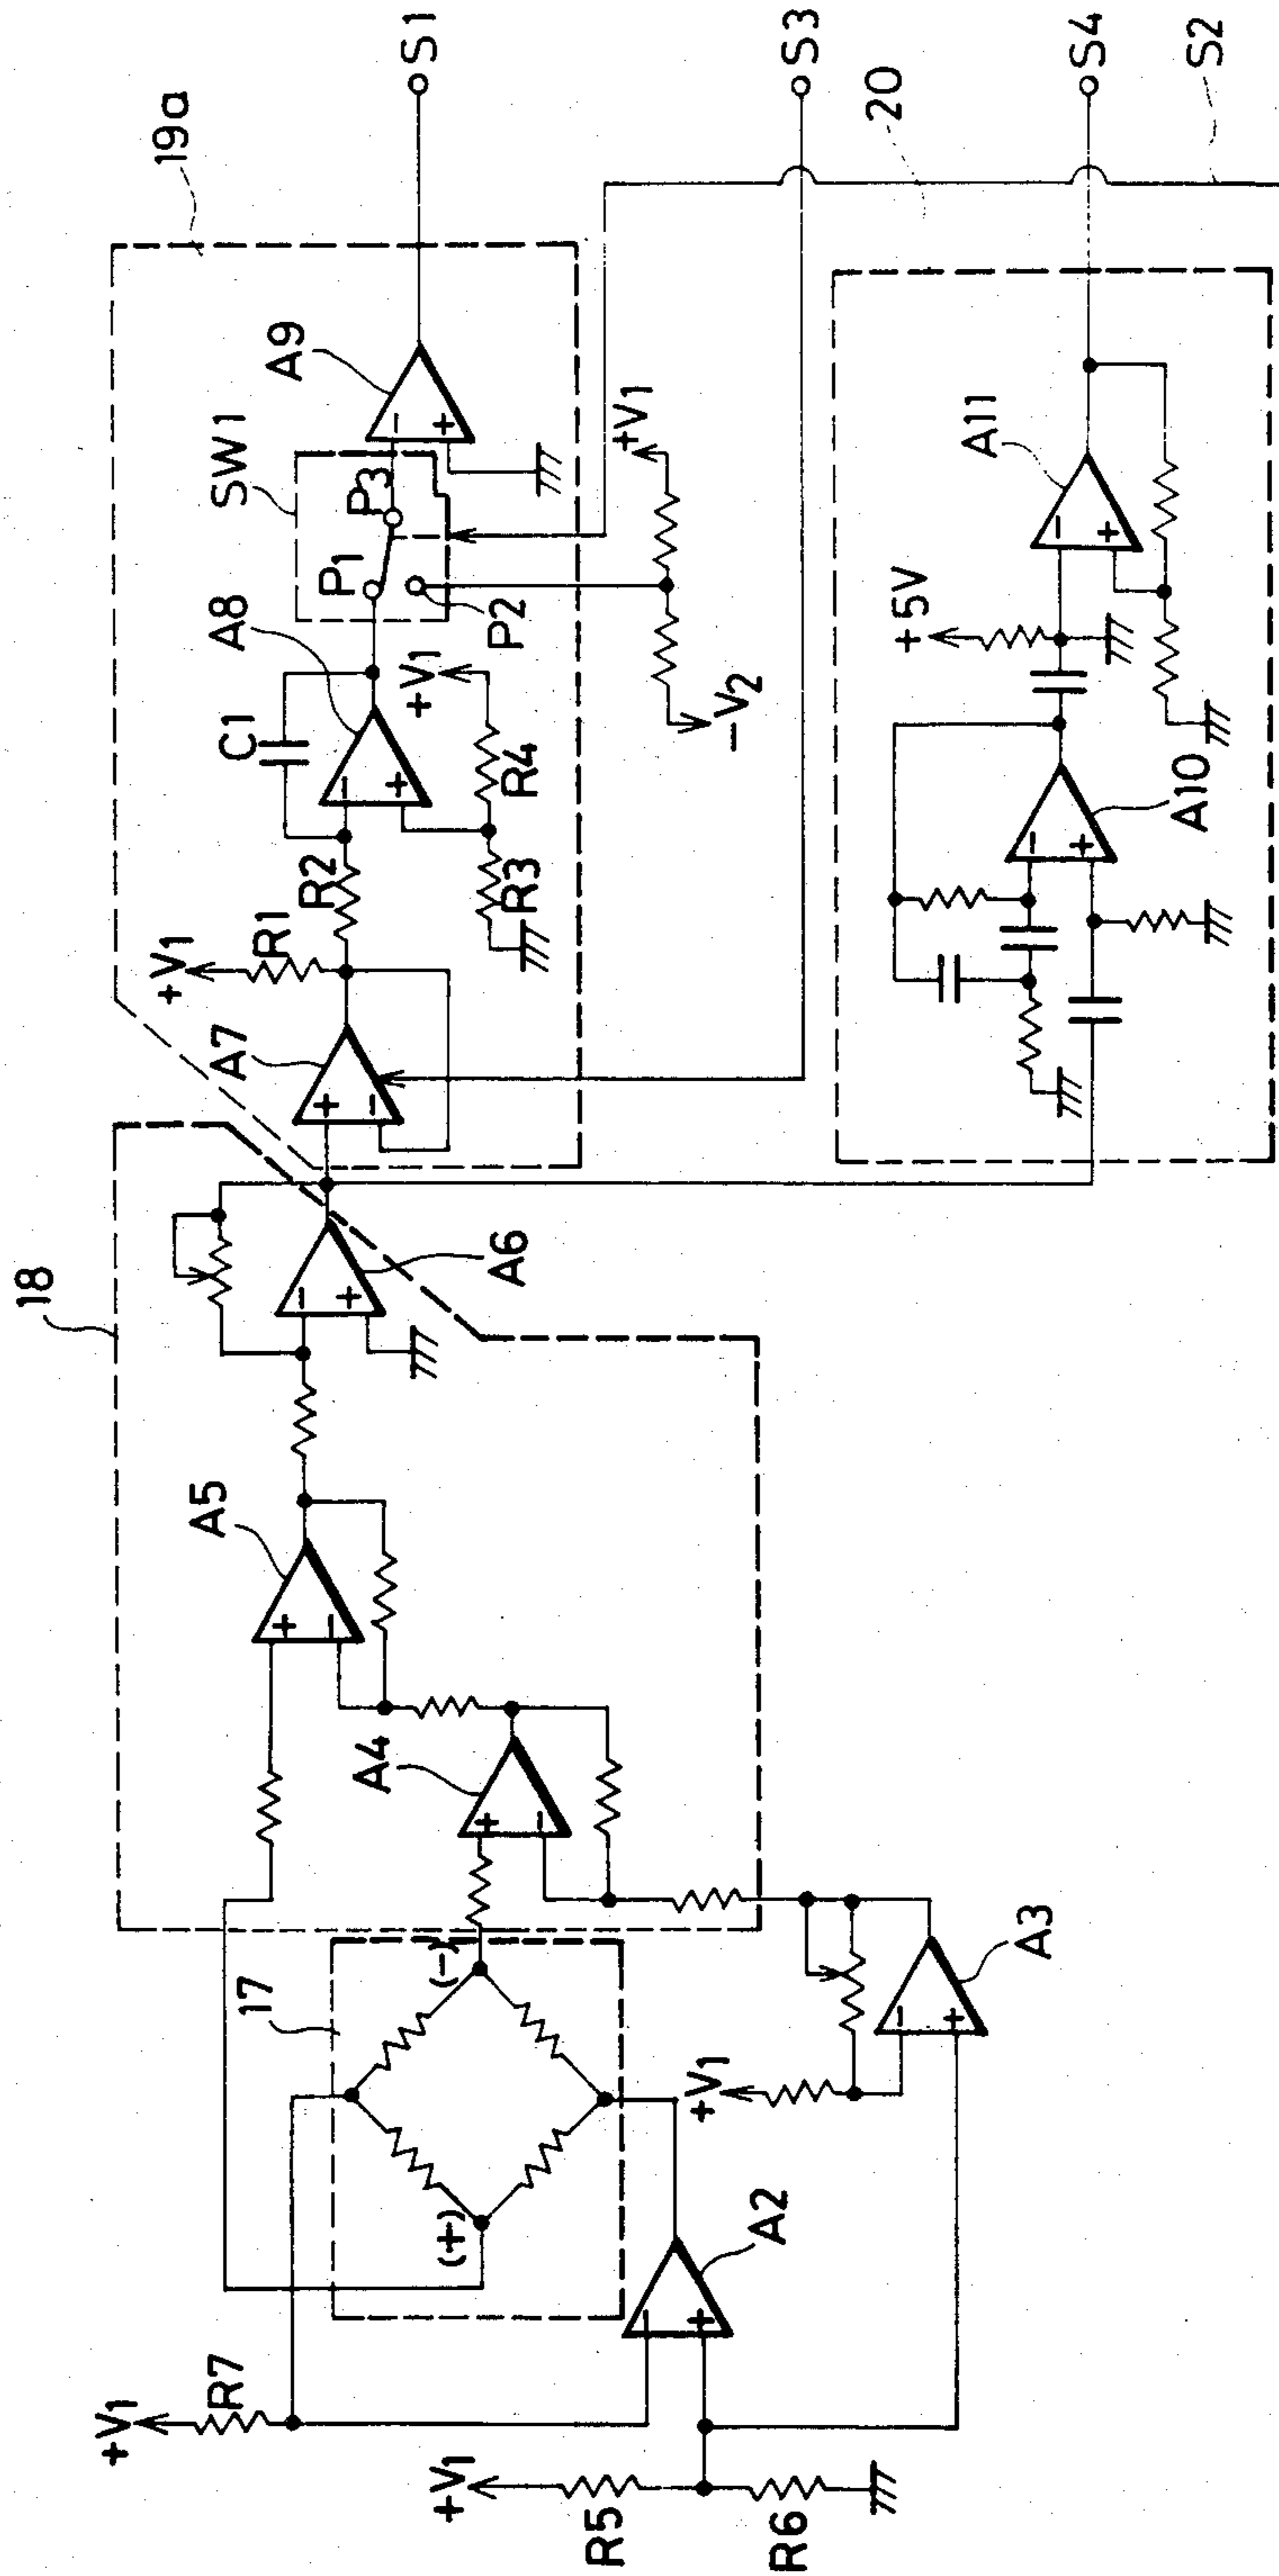 18
19a
SW1
S1
A9
A8
C1
P1
P3
P2
+V1
R1
R2
A7
+V1
R4
R3
+V1
-V2
S3
A6
A5
A4
17
(-)
(+)
+V1
R7
+V1
R5
R6
A2
+V1
A3
20
+5V
A11
A10
S4
S2
+
-
+
-
+
-
+
-
+
-
+
-
+
-
+
-
+
-
+
-